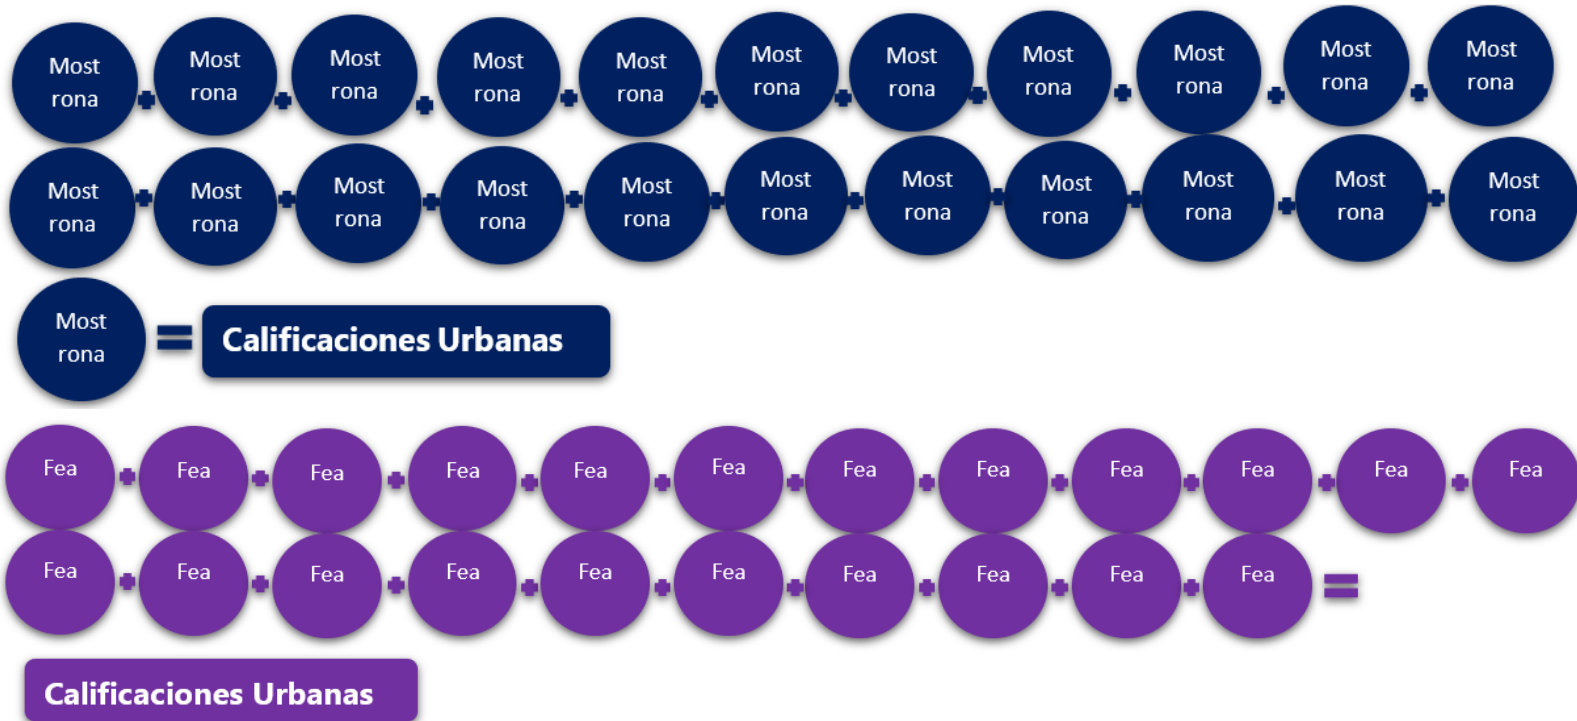 Most Most Most Most Most Most Most Most Most Most Most
rona rona rona rona rona rona rona rona rona rona rona
Most Most Most Most Most Most Most Most Most Most Most
rona rona rona rona rona rona rona rona rona rona rona
Most
rona
= Calificaciones Urbanas
Fea Fea Fea Fea Fea Fea Fea Fea Fea Fea Fea Fea
Fea Fea Fea Fea Fea Fea Fea Fea Fea Fea =
Calificaciones Urbanas